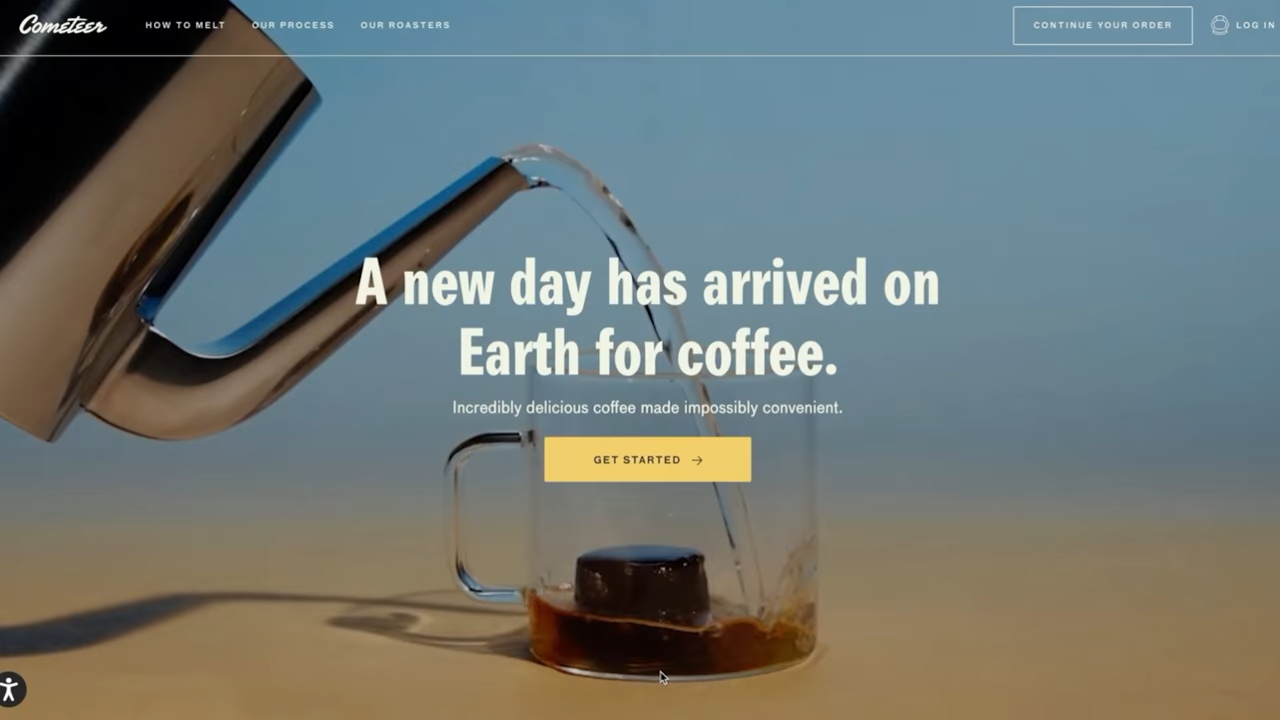 Cometeer
HOW TO MELT
OUR PROCESS
OUR ROASTERS
CONTINUE YOUR ORDER
LOG IN
A new day has arrived on
Earth for coffee.
Incredibly delicious coffee made impossibly convenient.
GET STARTED →